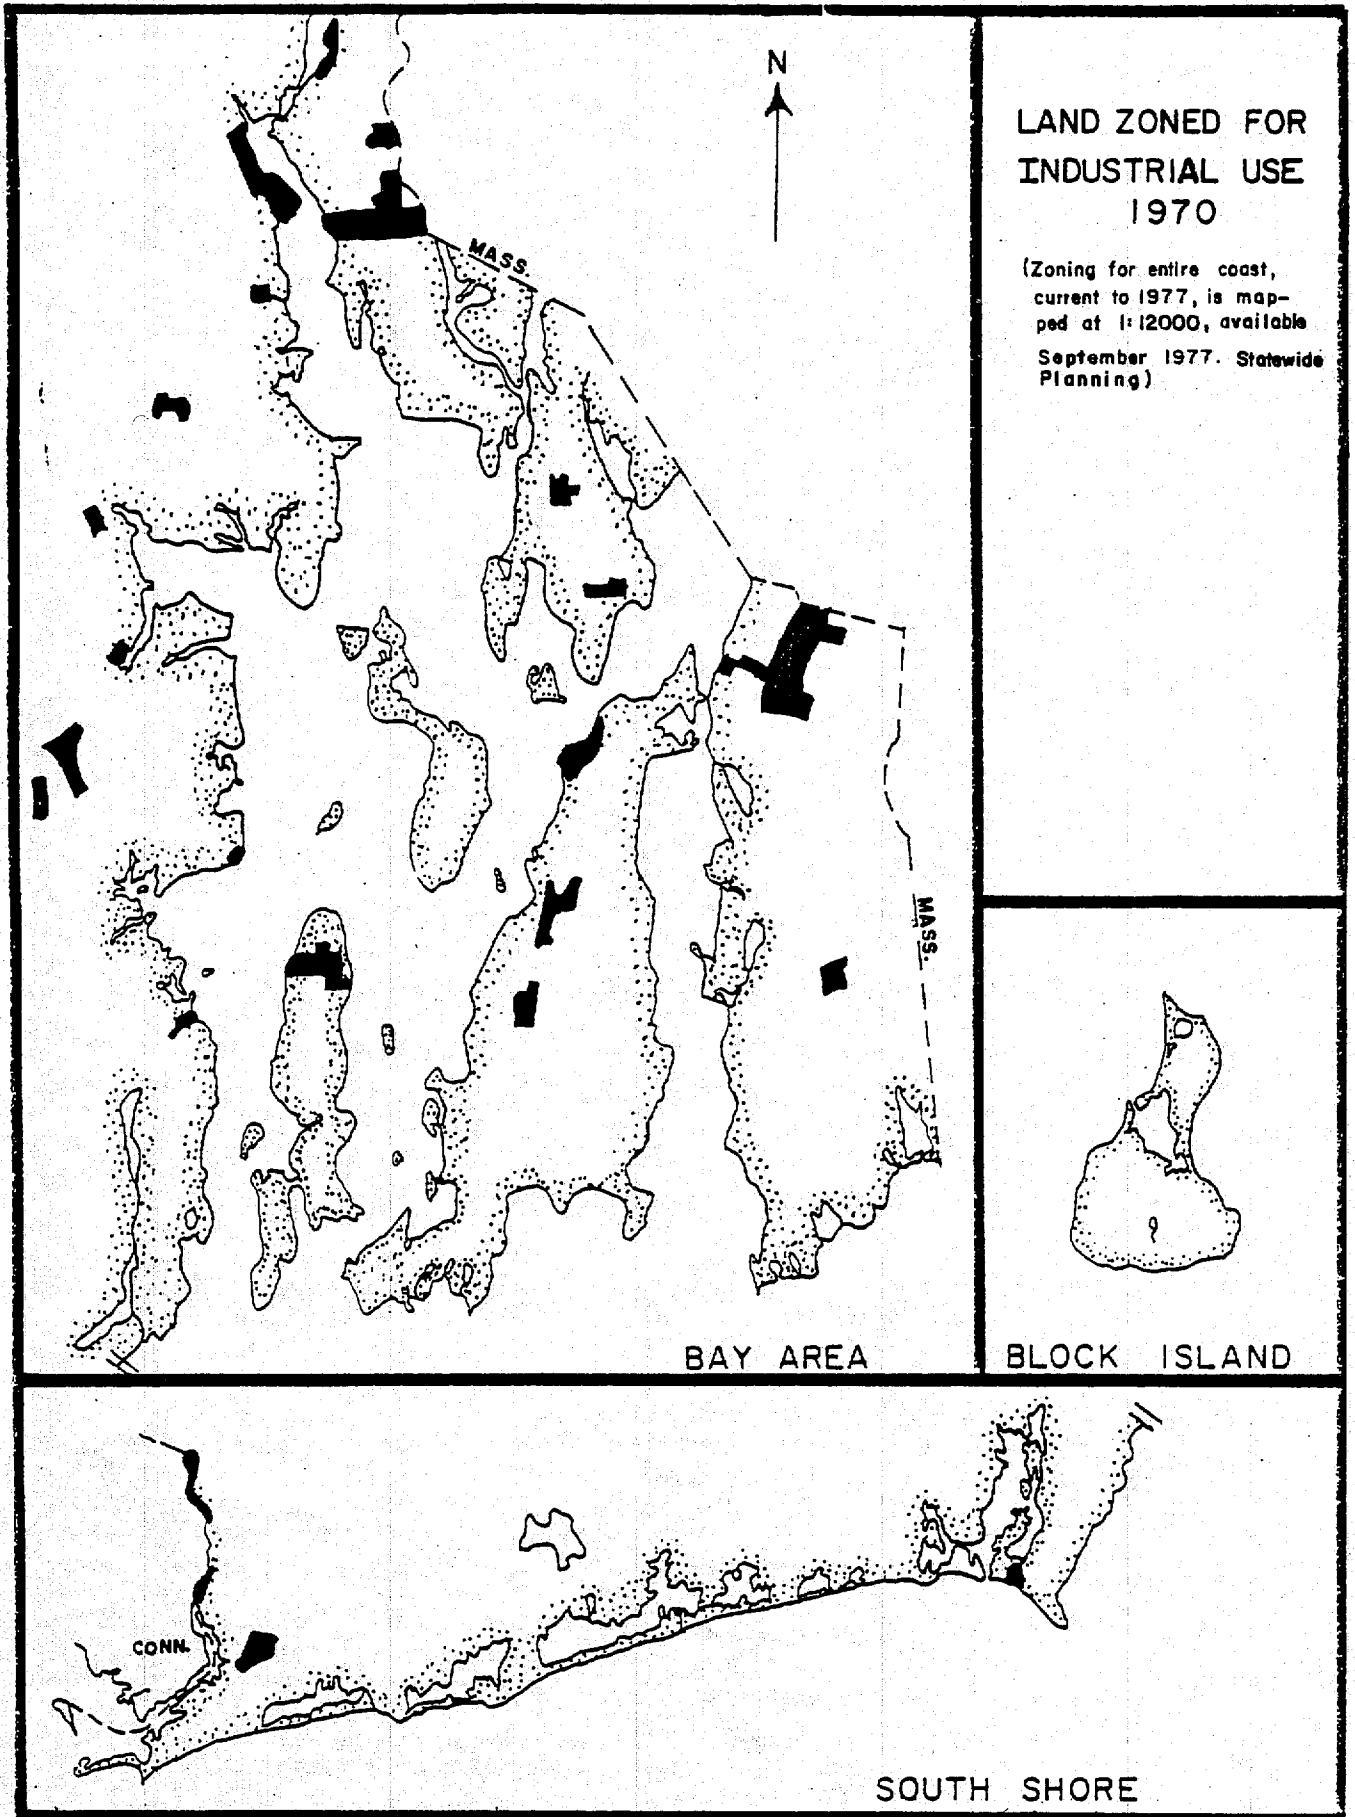 N
LAND ZONED FOR
INDUSTRIAL USE
1970
(Zoning for entire coast,
current to 1977, is map-
ped at 1:12000, available
September 1977. Statewide
Planning)
MASS.
MASS.
BAY AREA
BLOCK ISLAND
CONN.
SOUTH SHORE